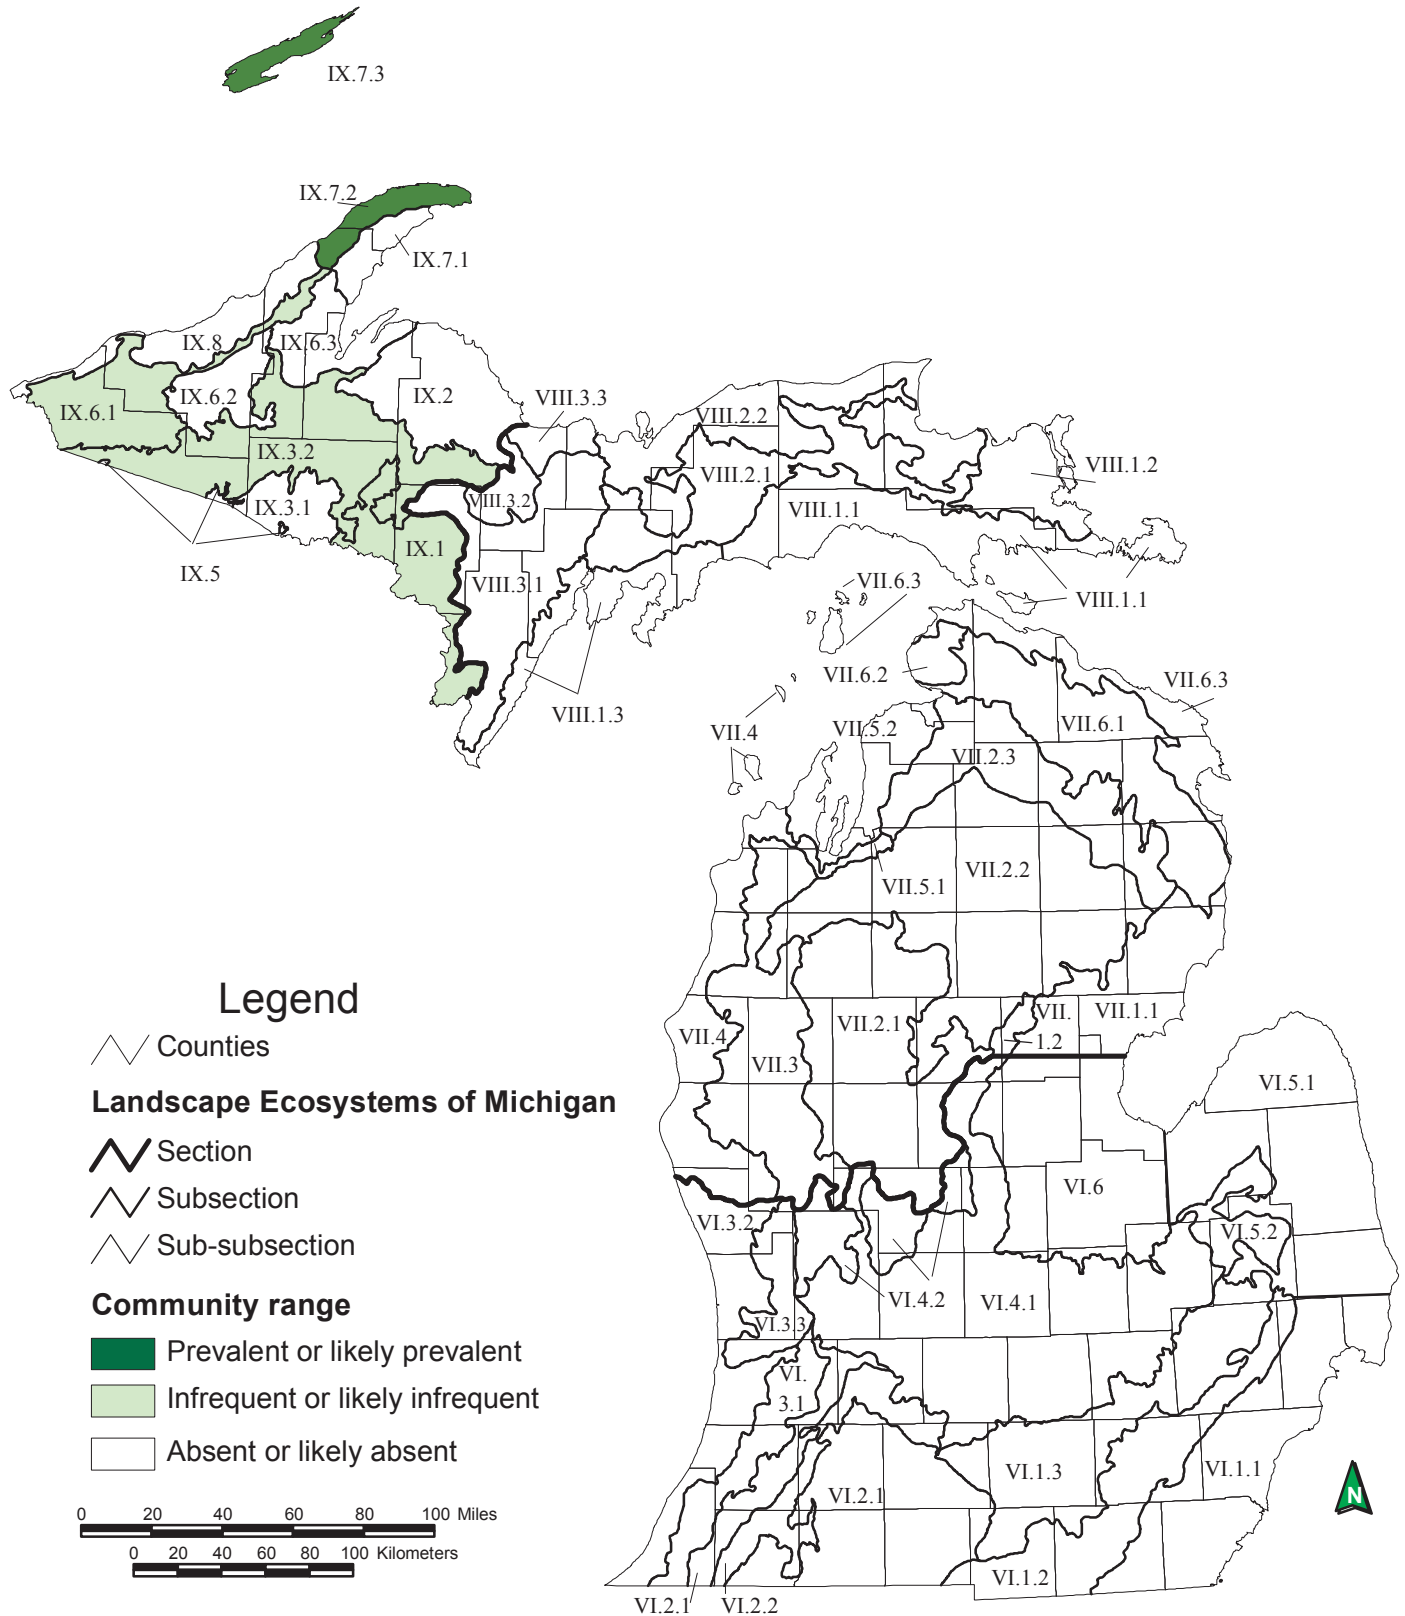 IX.7.3
IX.7.2
IX.7.1
IX.8
IX.6.3
IX.6.2
IX.2
IX.6.1
VIII.3.3
VIII.2.2
IX.3.2
VIII.2.1
VIII.1.2
VIII.3.2
IX.3.1
VIII.1.1
IX.1
IX.5
VIII.3.1
VII.6.3
VIII.1.1
VII.6.2
VII.6.3
VIII.1.3
VII.4
VII.5.2
VII.6.1
VII.2.3
VII.5.1
VII.2.2
VII.4
VII.3
VII.2.1
VII.
1.2
VII.1.1
VI.5.1
VI.6
VI.3.2
VI.5.2
VI.4.2
VI.4.1
VI.3.3
VI.
3.1
VI.1.3
VI.1.1
VI.2.1
VI.1.2
VI.2.1
VI.2.2
Legend
Counties
Landscape Ecosystems of Michigan
Section
Subsection
Sub-subsection
Community range
Prevalent or likely prevalent
Infrequent or likely infrequent
Absent or likely absent
0 20 40 60 80 100 Miles
0 20 40 60 80 100 Kilometers
N